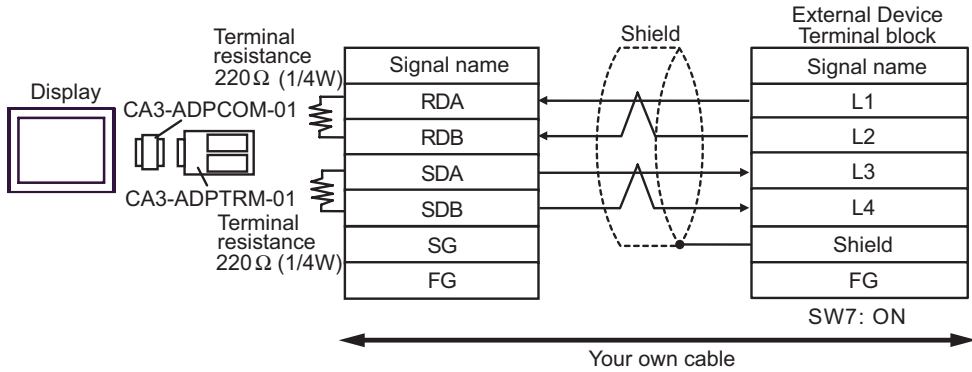 Display
CA3-ADPCOM-01
CA3-ADPTRM-01
Terminal
resistance
220Ω (1/4W)
Terminal
resistance
220Ω (1/4W)
Signal name
RDA
RDB
SDA
SDB
SG
FG
Shield
External Device
Terminal block
Signal name
L1
L2
L3
L4
Shield
FG
SW7: ON
Your own cable